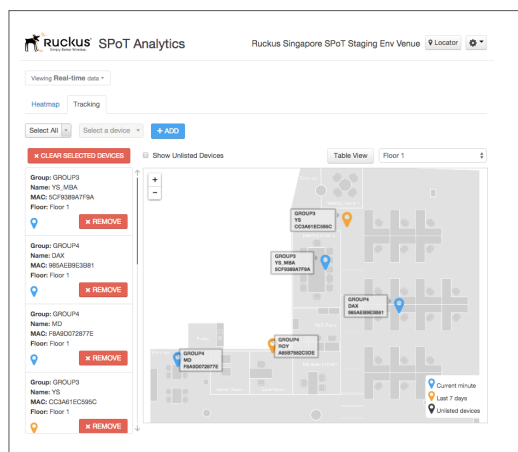 Ruckus
Simply Better Wireless.
SPoT Analytics
Ruckus Singapore SPoT Staging Env Venue
Locator
Viewing Real-time data
Heatmap
Tracking
Select All
Select a device
+ ADD
× CLEAR SELECTED DEVICES
Show Unlisted Devices
Table View
Floor 1
Group: GROUP3
Name: YS_MBA
MAC: 5CF9389A7F9A
Floor: Floor 1
× REMOVE
Group: GROUP4
Name: DAX
MAC: 985AEB9E3B81
Floor: Floor 1
× REMOVE
Group: GROUP4
Name: MD
MAC: F8A9D072877E
Floor: Floor 1
× REMOVE
Group: GROUP3
Name: YS
MAC: CC3A61EC595C
Floor: Floor 1
× REMOVE
+
−
GROUP3
YS
CC3A61EC595C
GROUP3
YS_MBA
5CF9389A7F9A
GROUP4
DAX
985AEB9E3B81
GROUP4
ROY
GROUP4
MD
F8A9D072877E
Current minute
Last 7 days
Unlisted devices